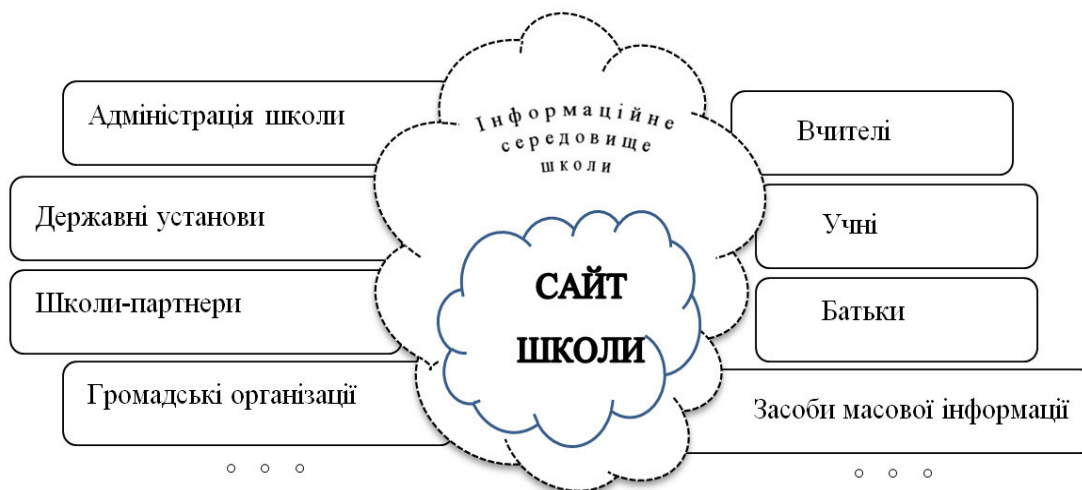 Інформаційне
середовище
школи
САЙТ
ШКОЛИ
Адміністрація школи
Державні установи
Школи-партнери
Громадські організації
Вчителі
Учні
Батьки
Засоби масової інформації